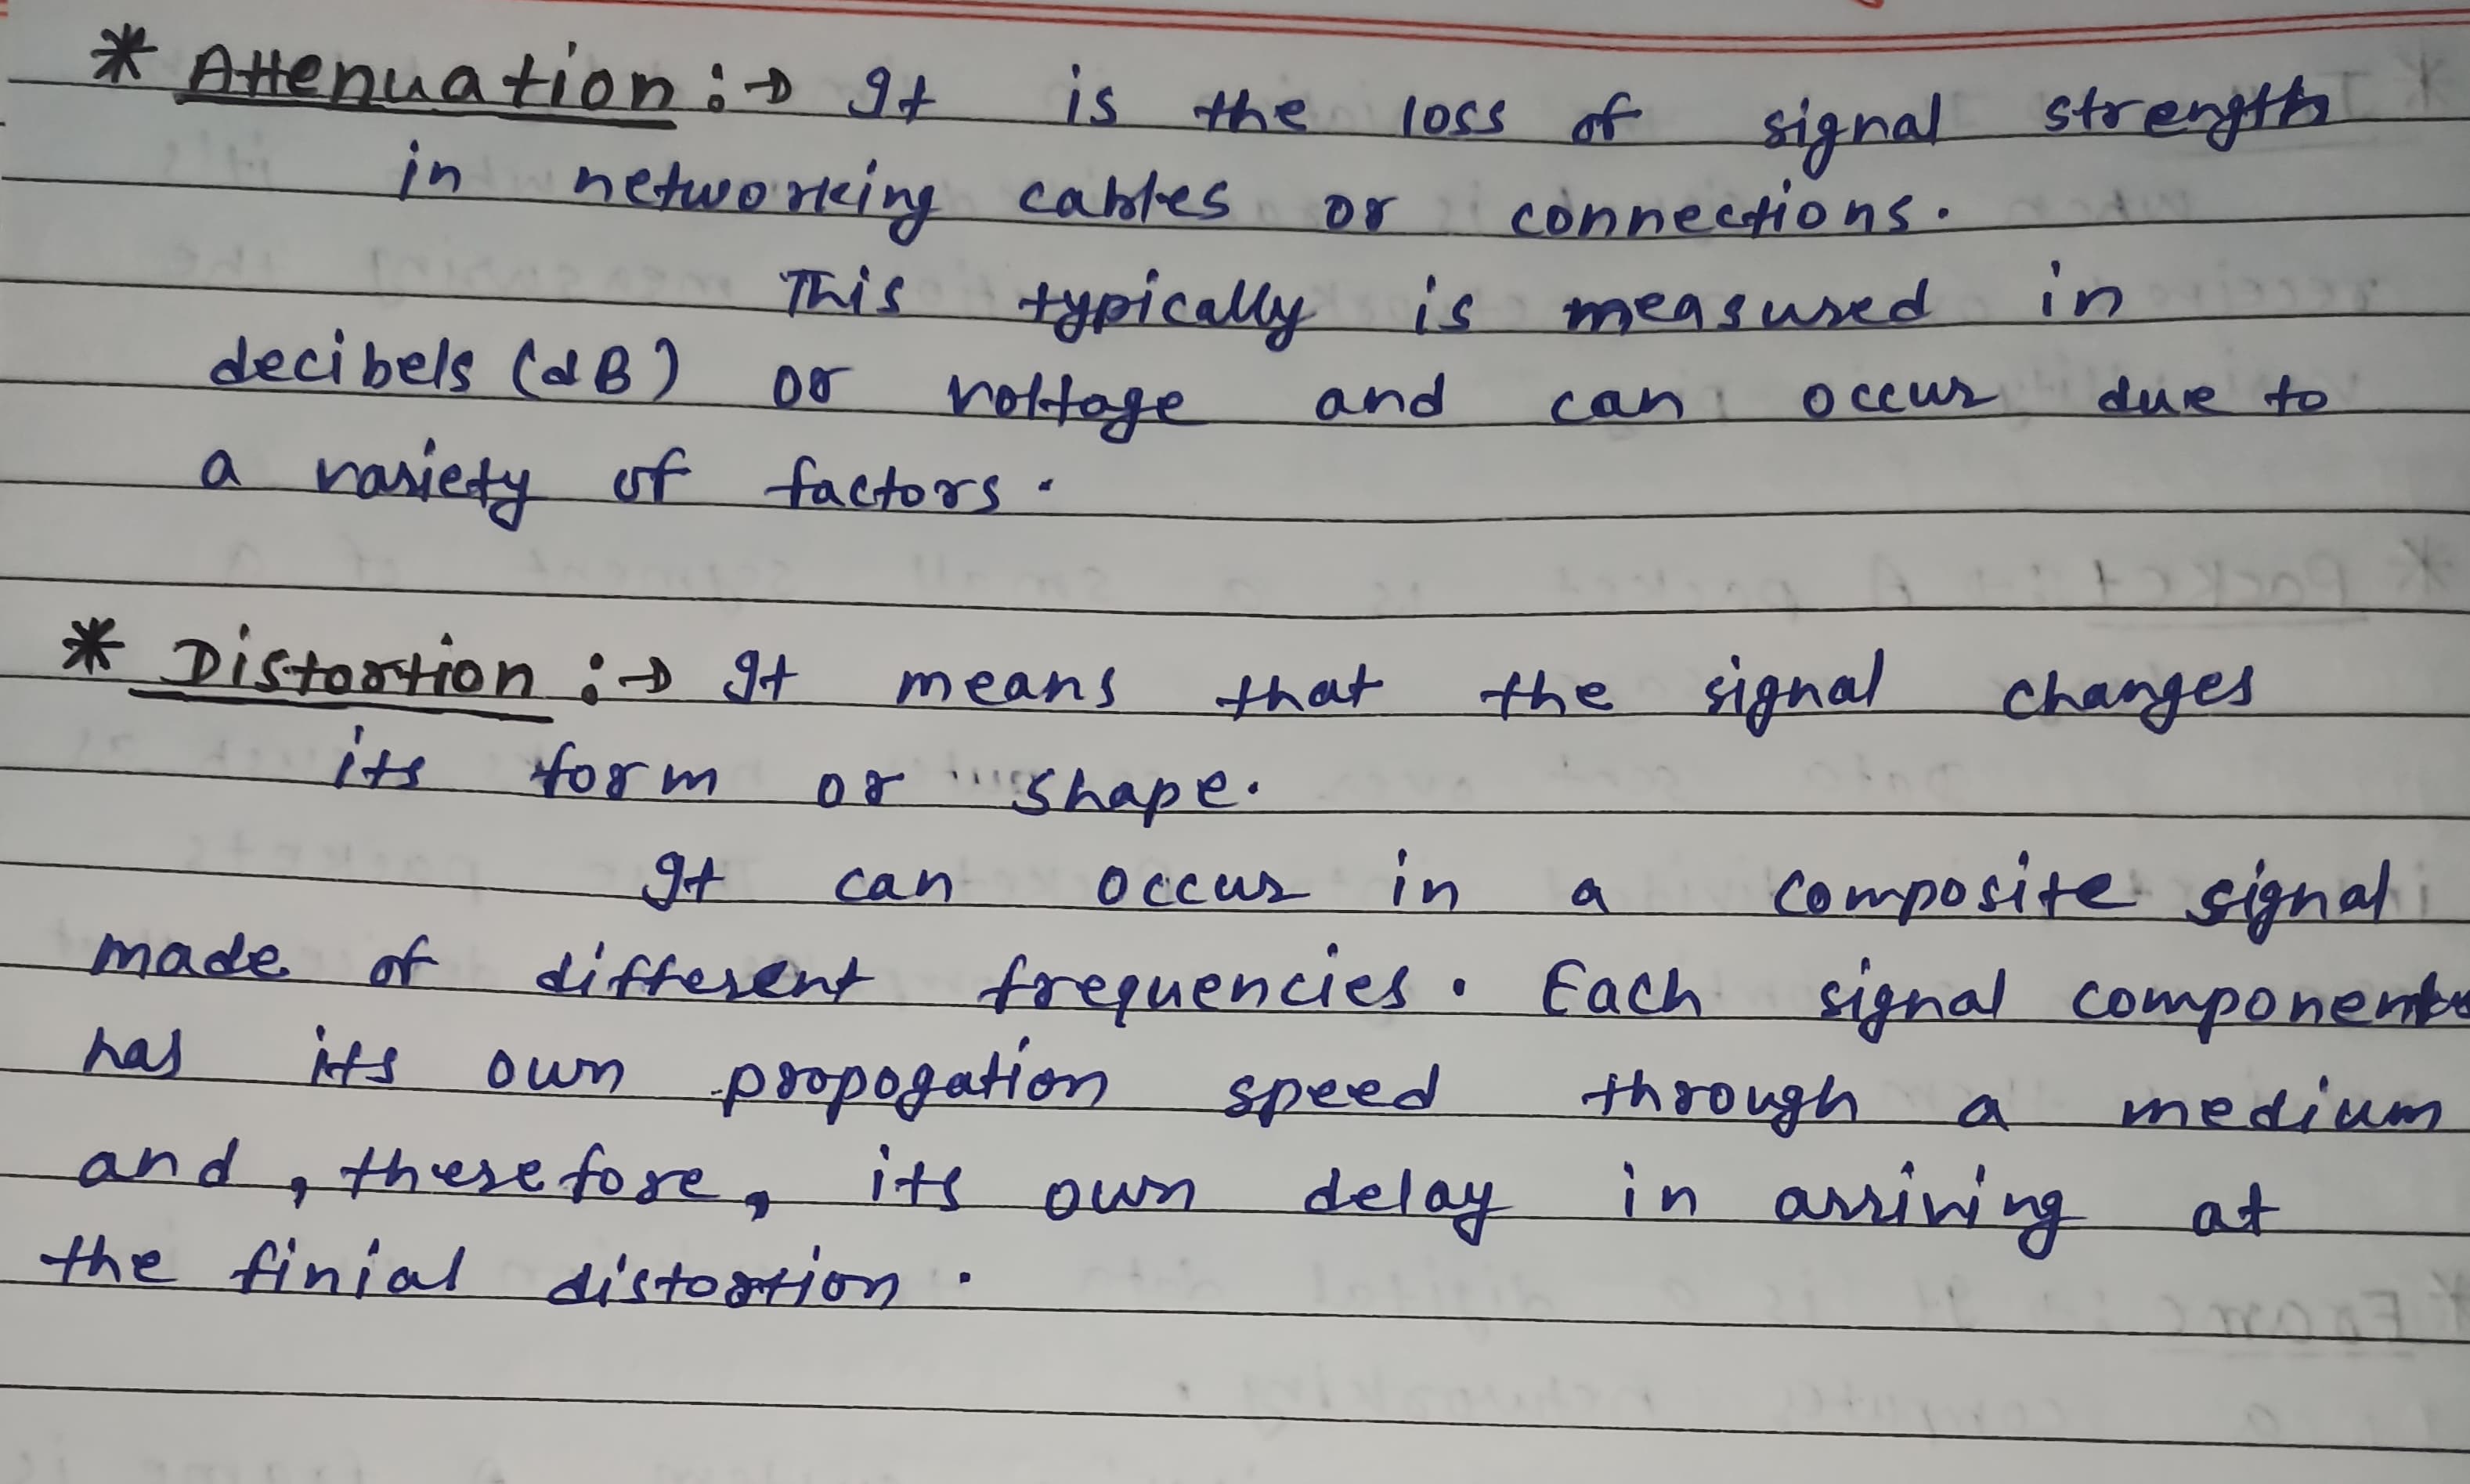 * Attenuation :→ It is the loss of signal strength
in networking cables or connections.
This typically is measured in
decibels (dB) or voltage and can occur due to
a variety of factors.
* Distortion :→ It means that the signal changes
its form or shape.
It can occur in a composite signal
made of different frequencies. Each signal component
has its own propogation speed through a medium
and, therefore, its own delay in arriving at
the finial distortion.